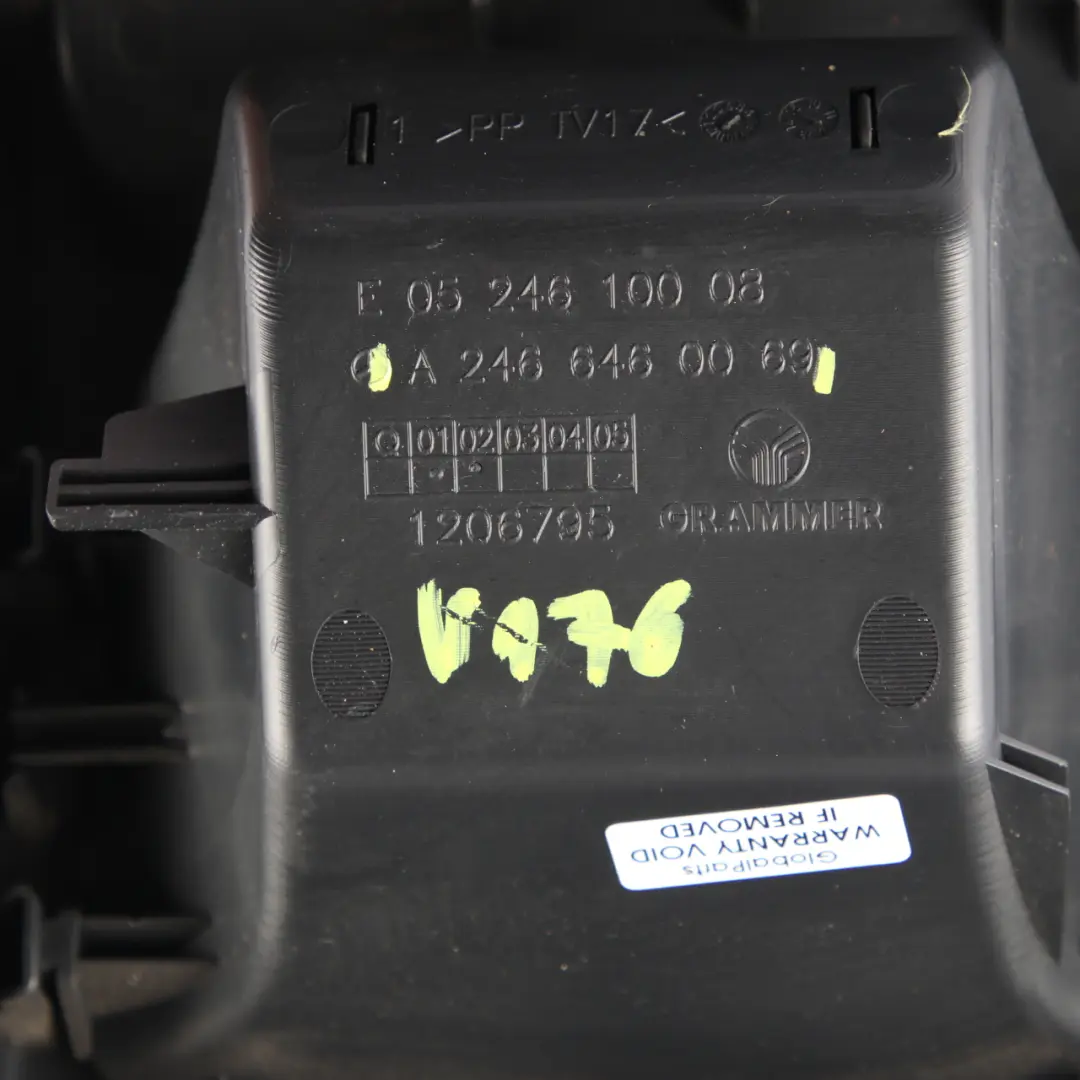 1 >PP TV17<
E 05 246 100 08
A 246 646 00 69
Q 01 02 03 04 05
1206795 GRAMMER
GlobalParts
WARRANTY VOID
IF REMOVED